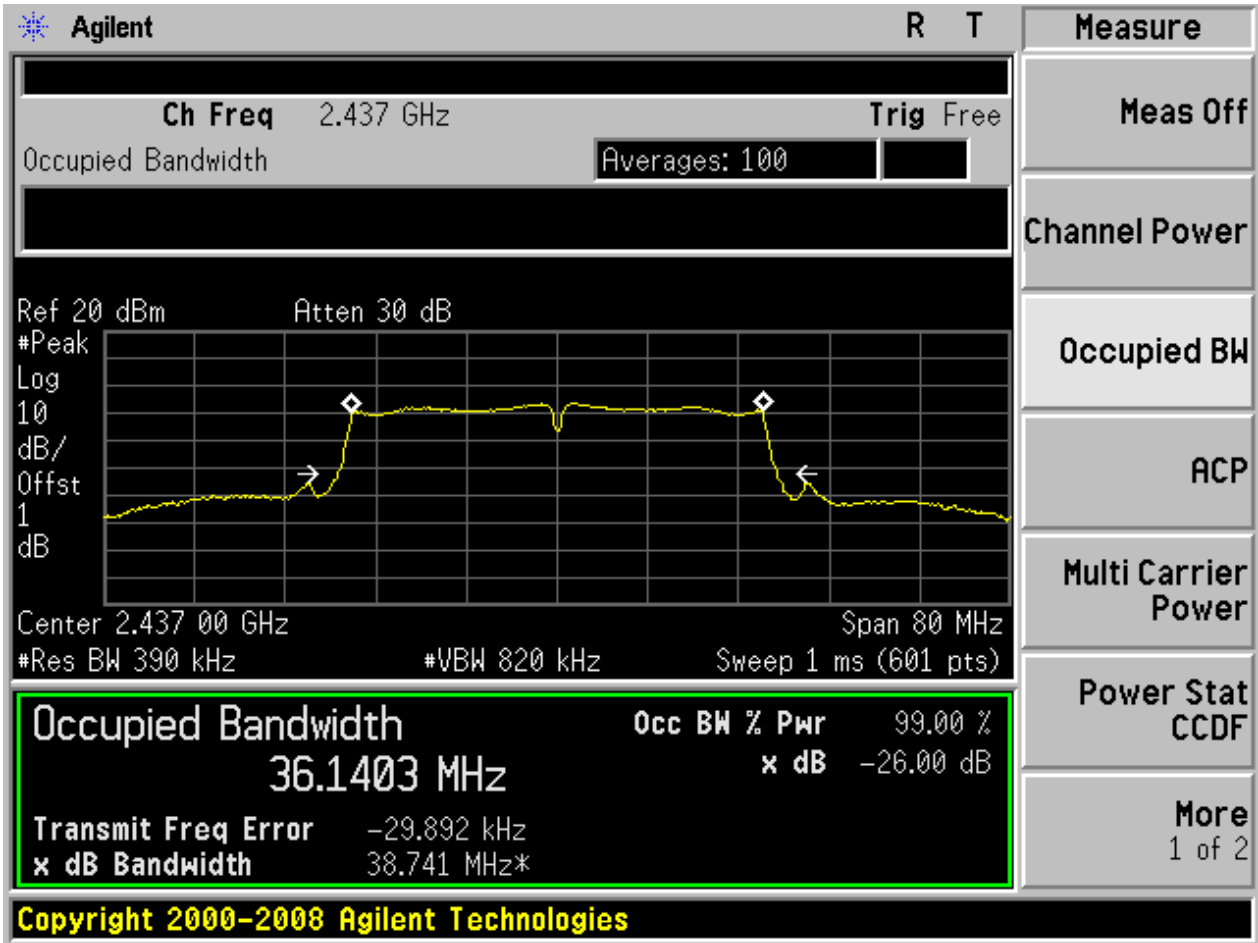 Agilent R T
Ch Freq 2.437 GHz Trig Free
Occupied Bandwidth Averages: 100
Ref 20 dBm Atten 30 dB
#Peak
Log
10
dB/
Offst
1
dB
Center 2.437 00 GHz Span 80 MHz
#Res BW 390 kHz #VBW 820 kHz Sweep 1 ms (601 pts)
Occupied Bandwidth Occ BW % Pwr 99.00 %
36.1403 MHz x dB -26.00 dB
Transmit Freq Error -29.892 kHz
x dB Bandwidth 38.741 MHz*
Copyright 2000-2008 Agilent Technologies
Measure
Meas Off
Channel Power
Occupied BW
ACP
Multi Carrier
Power
Power Stat
CCDF
More
1 of 2